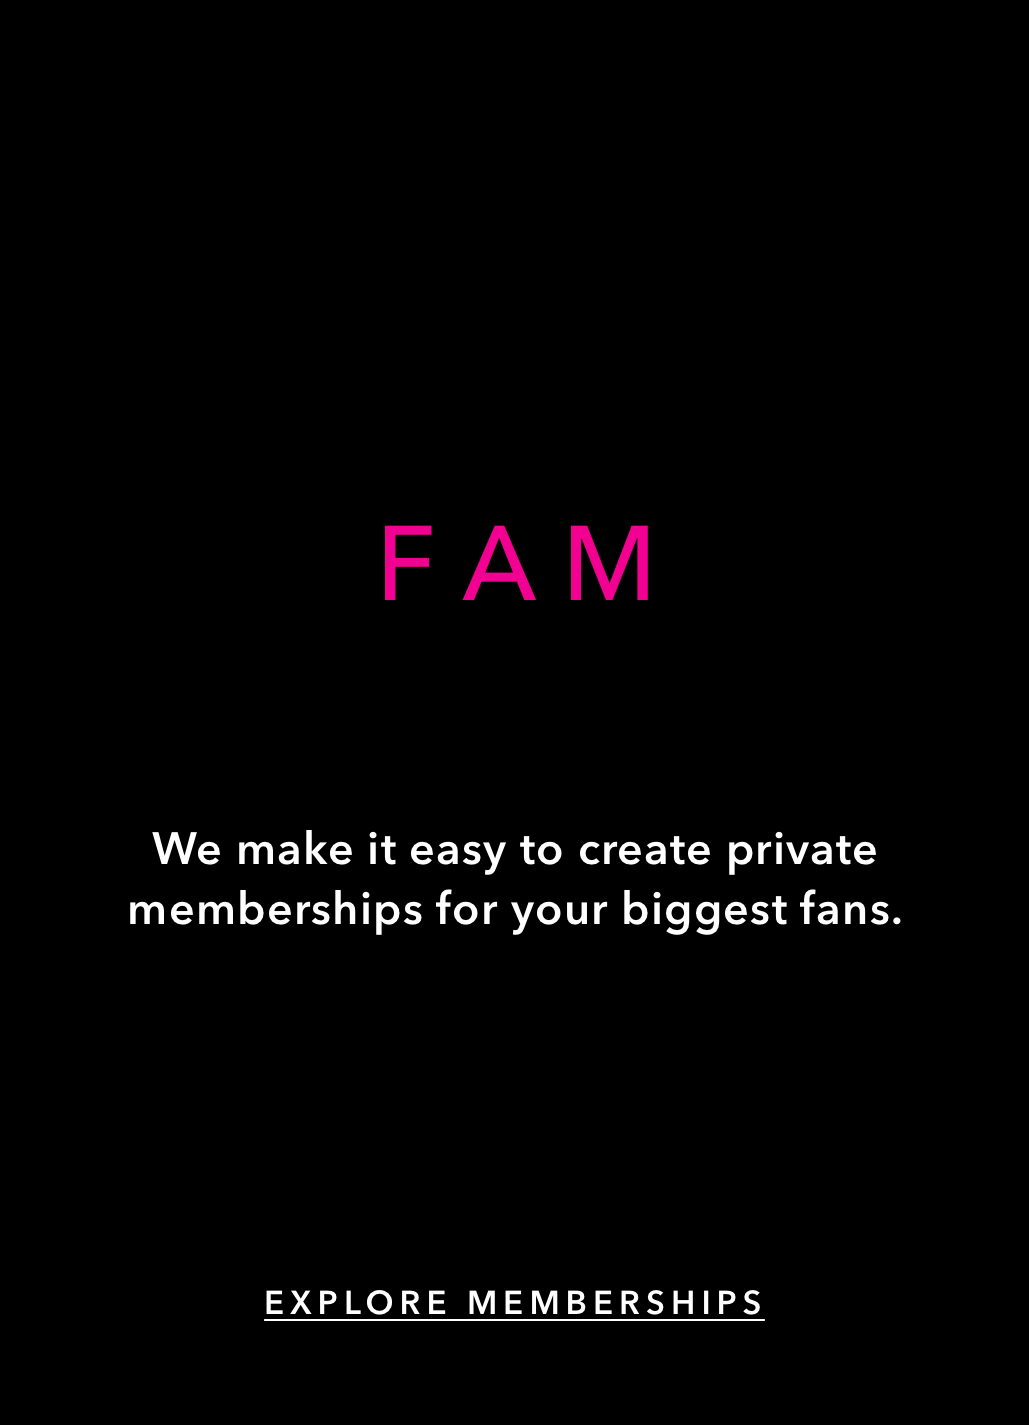 FAM
We make it easy to create private
memberships for your biggest fans.
EXPLORE MEMBERSHIPS